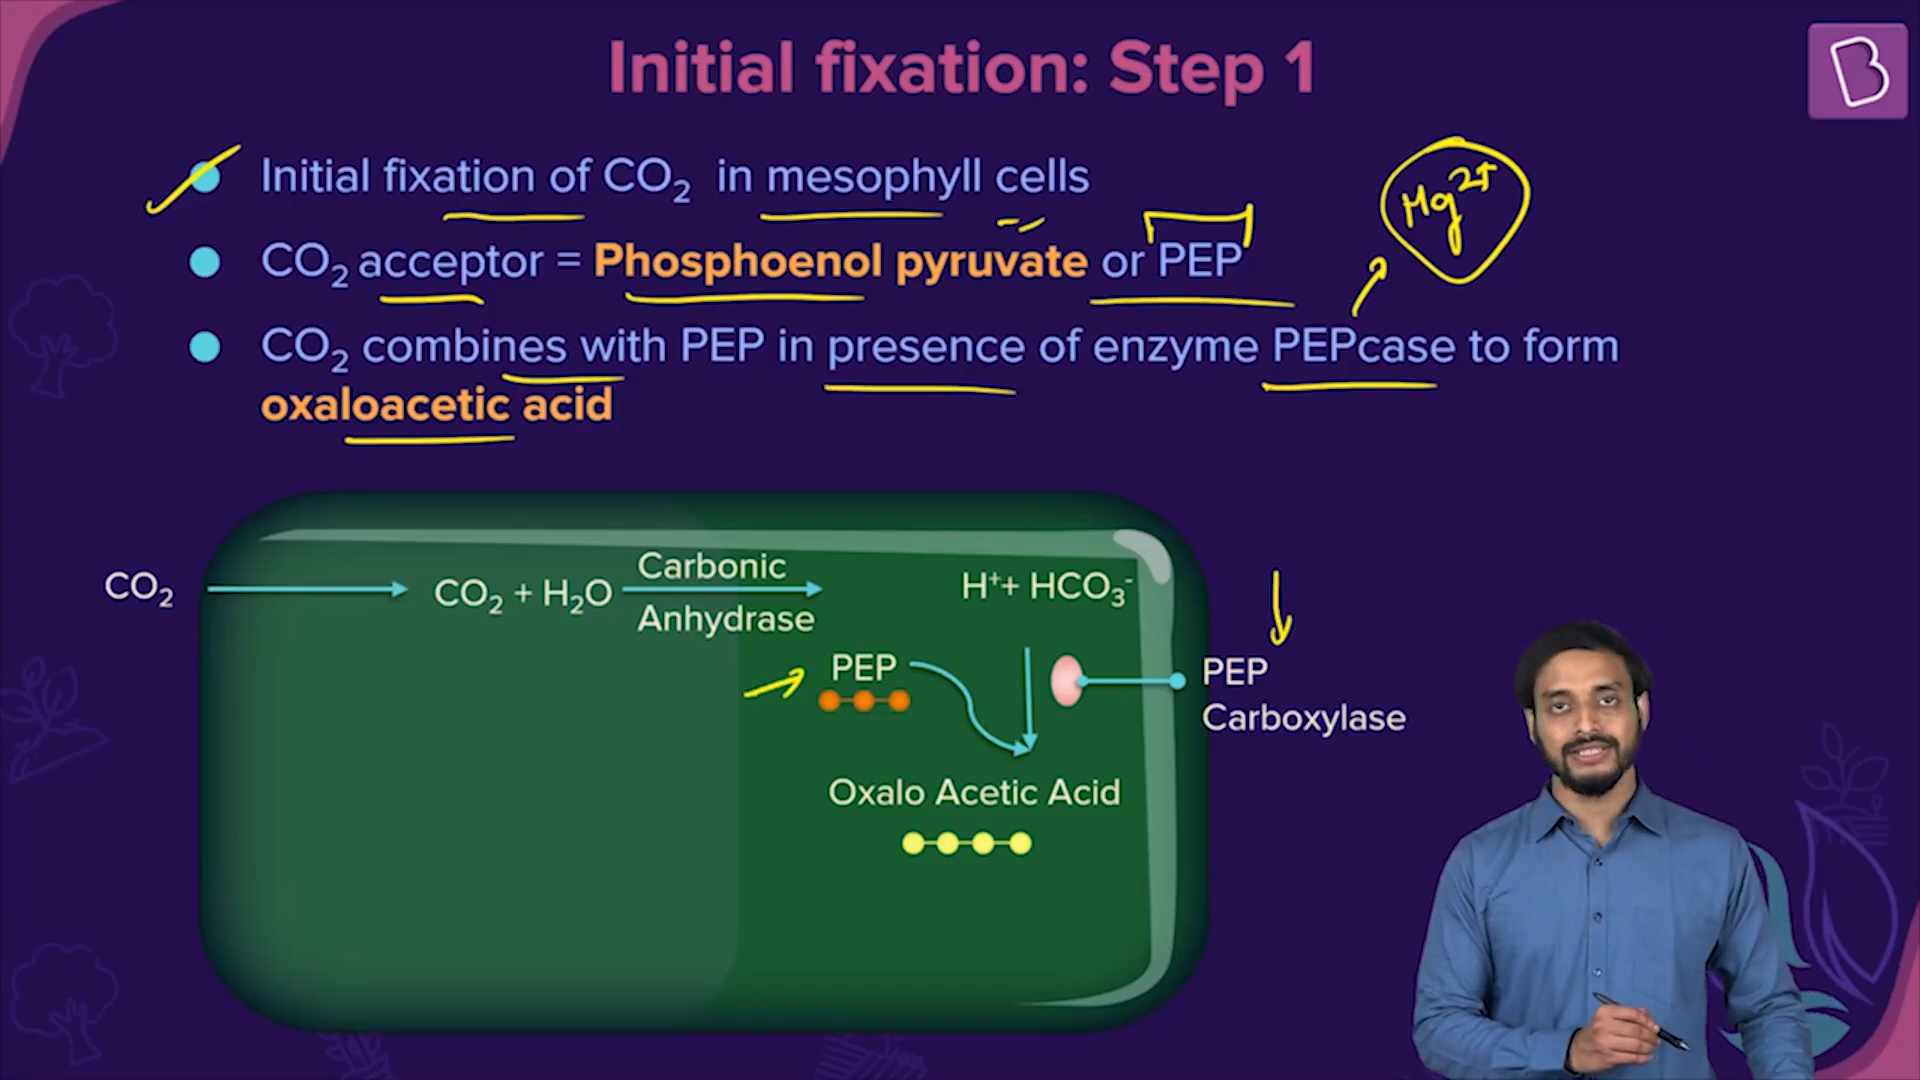 Initial fixation: Step 1
B
Initial fixation of CO₂ in mesophyll cells
Mg²⁺
CO₂ acceptor = Phosphoenol pyruvate or PEP
CO₂ combines with PEP in presence of enzyme PEPcase to form
oxaloacetic acid
CO₂
CO₂ + H₂O
Carbonic
Anhydrase
H⁺+ HCO₃⁻
PEP
PEP
Carboxylase
Oxalo Acetic Acid